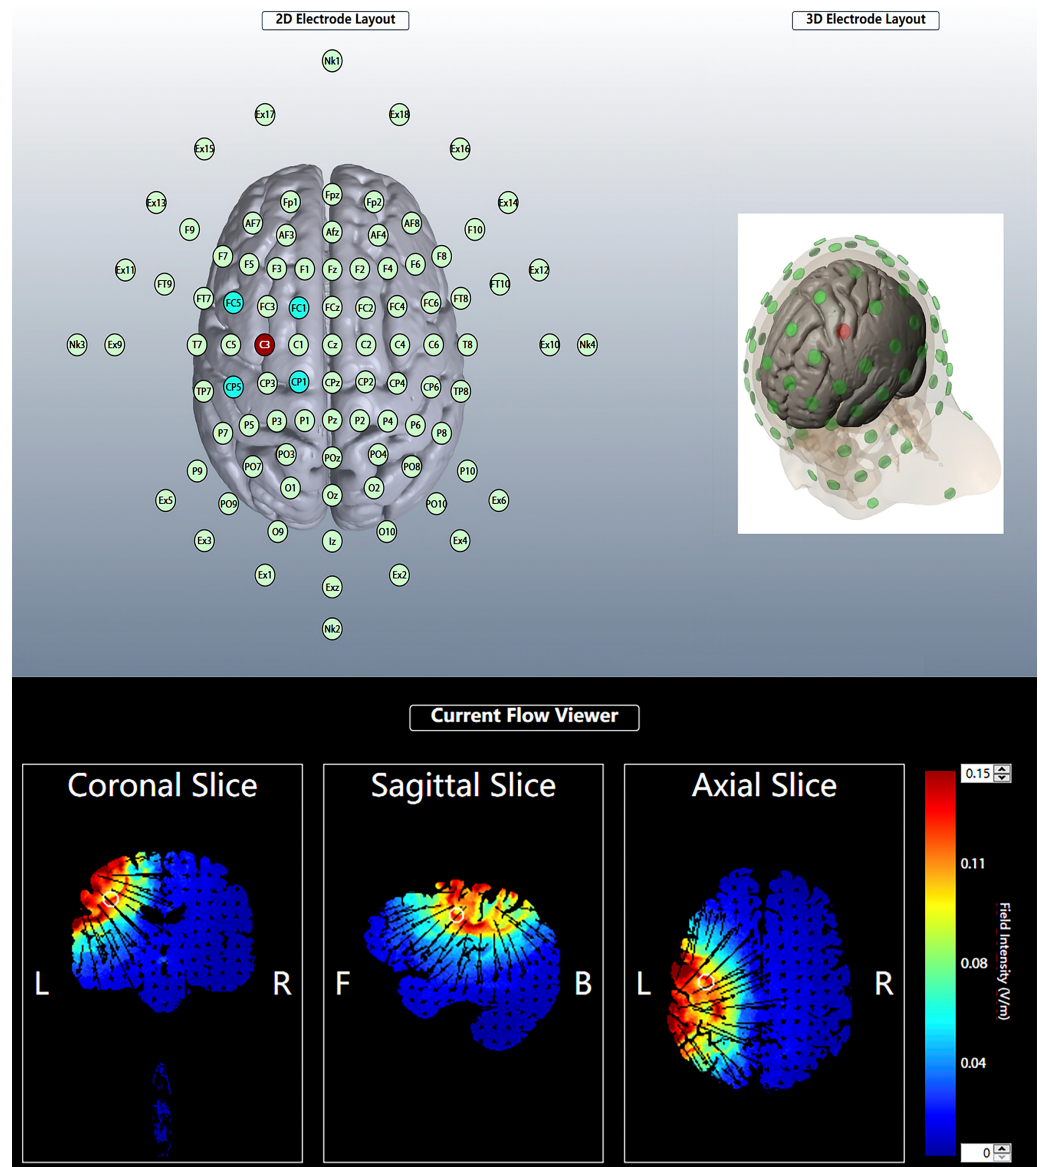 2D Electrode Layout
3D Electrode Layout
Nk1
Ex17
Ex18
Ex15
Ex16
Fpz
Ex13
Fp1
Fp2
Ex14
AF7
AF8
F9
AF3
Afz
AF4
F10
F7
F8
F5
F3
F1
Fz
F2
F4
F6
Ex11
Ex12
FT9
FT10
FT7
FC5
FC3
FC1
FCz
FC2
FC4
FC6
FT8
Nk3
Ex9
T7
C5
C3
C1
Cz
C2
C4
C6
T8
Ex10
Nk4
TP7
CP5
CP3
CP1
CPz
CP2
CP4
CP6
TP8
P7
P5
P3
P1
Pz
P2
P4
P6
P8
P9
PO7
PO3
POz
PO4
PO8
P10
Ex5
PO9
O1
Oz
O2
PO10
Ex6
Ex3
O9
Iz
O10
Ex4
Ex1
Exz
Ex2
Nk2
Current Flow Viewer
Coronal Slice
Sagittal Slice
Axial Slice
L
R
F
B
L
R
0.15
0.11
0.08
0.04
0
Field Intensity (V/m)